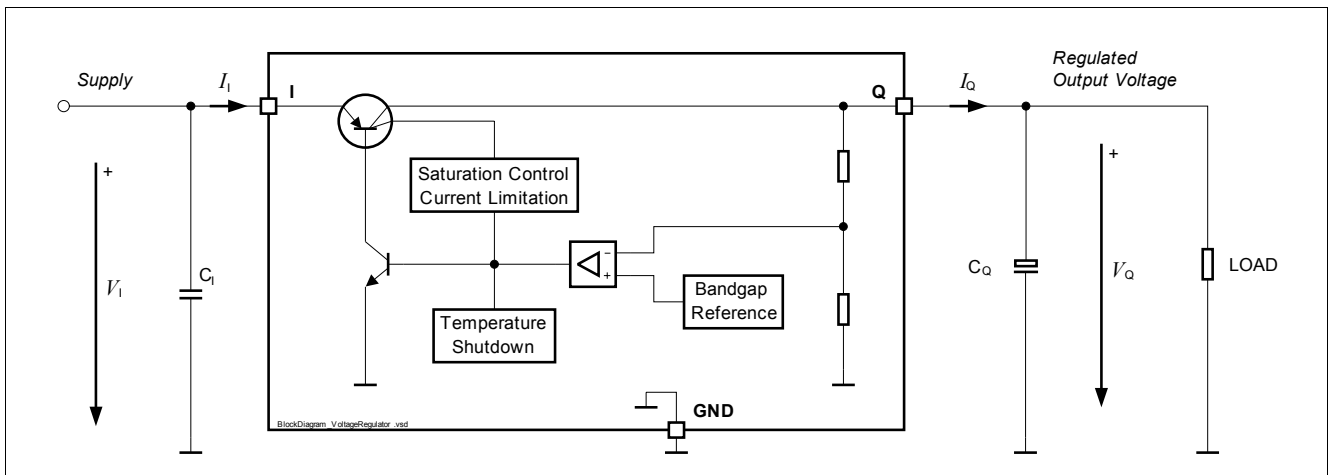 Supply
I_I
I
Q
I_Q
Regulated
Output Voltage
Saturation Control
Current Limitation
+
V_I
C_I
−
+
Bandgap
Reference
Temperature
Shutdown
C_Q
+
V_Q
LOAD
GND
BlockDiagram_VoltageRegulator .vsd